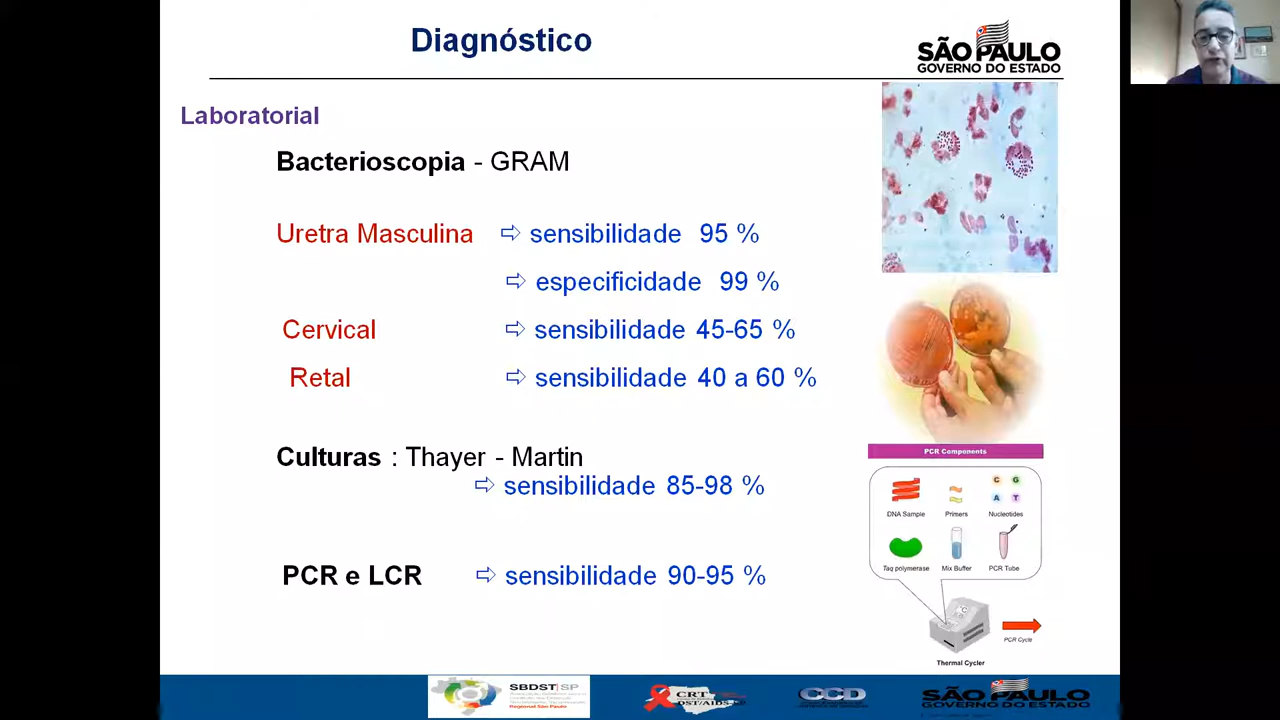 Diagnóstico
SÃO PAULO
GOVERNO DO ESTADO
Laboratorial
Bacterioscopia - GRAM
Uretra Masculina ⇨ sensibilidade 95 %
⇨ especificidade 99 %
Cervical ⇨ sensibilidade 45-65 %
Retal ⇨ sensibilidade 40 a 60 %
Culturas : Thayer - Martin
⇨ sensibilidade 85-98 %
PCR e LCR ⇨ sensibilidade 90-95 %
PCR Components
C G
A T
DNA Sample Primers Nucleotides
Taq polymerase Mix Buffer PCR Tube
PCR Cycle
Thermal Cycler
SBDST SP
Regional São Paulo
CRT
DST/AIDS-SP
CCD
SÃO PAULO
GOVERNO DO ESTADO